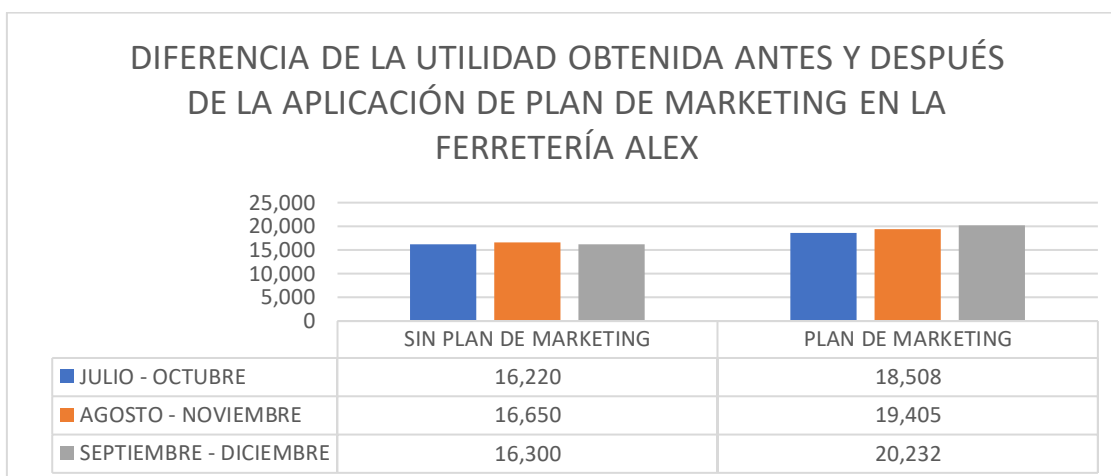 DIFERENCIA DE LA UTILIDAD OBTENIDA ANTES Y DESPUÉS
DE LA APLICACIÓN DE PLAN DE MARKETING EN LA
FERRETERÍA ALEX
25,000
20,000
15,000
10,000
5,000
0
SIN PLAN DE MARKETING PLAN DE MARKETING
JULIO - OCTUBRE 16,220 18,508
AGOSTO - NOVIEMBRE 16,650 19,405
SEPTIEMBRE - DICIEMBRE 16,300 20,232